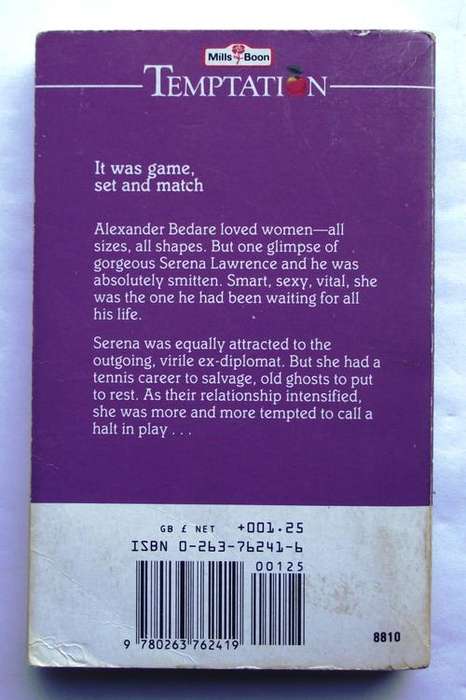 Mills & Boon
TEMPTATION
It was game,
set and match
Alexander Bedare loved women—all
sizes, all shapes. But one glimpse of
gorgeous Serena Lawrence and he was
absolutely smitten. Smart, sexy, vital, she
was the one he had been waiting for all
his life.
Serena was equally attracted to the
outgoing, virile ex-diplomat. But she had a
tennis career to salvage, old ghosts to put
to rest. As their relationship intensified,
she was more and more tempted to call a
halt in play . . .
GB £ NET +001.25
ISBN 0-263-76241-6
00125
9 780263 762419
8810